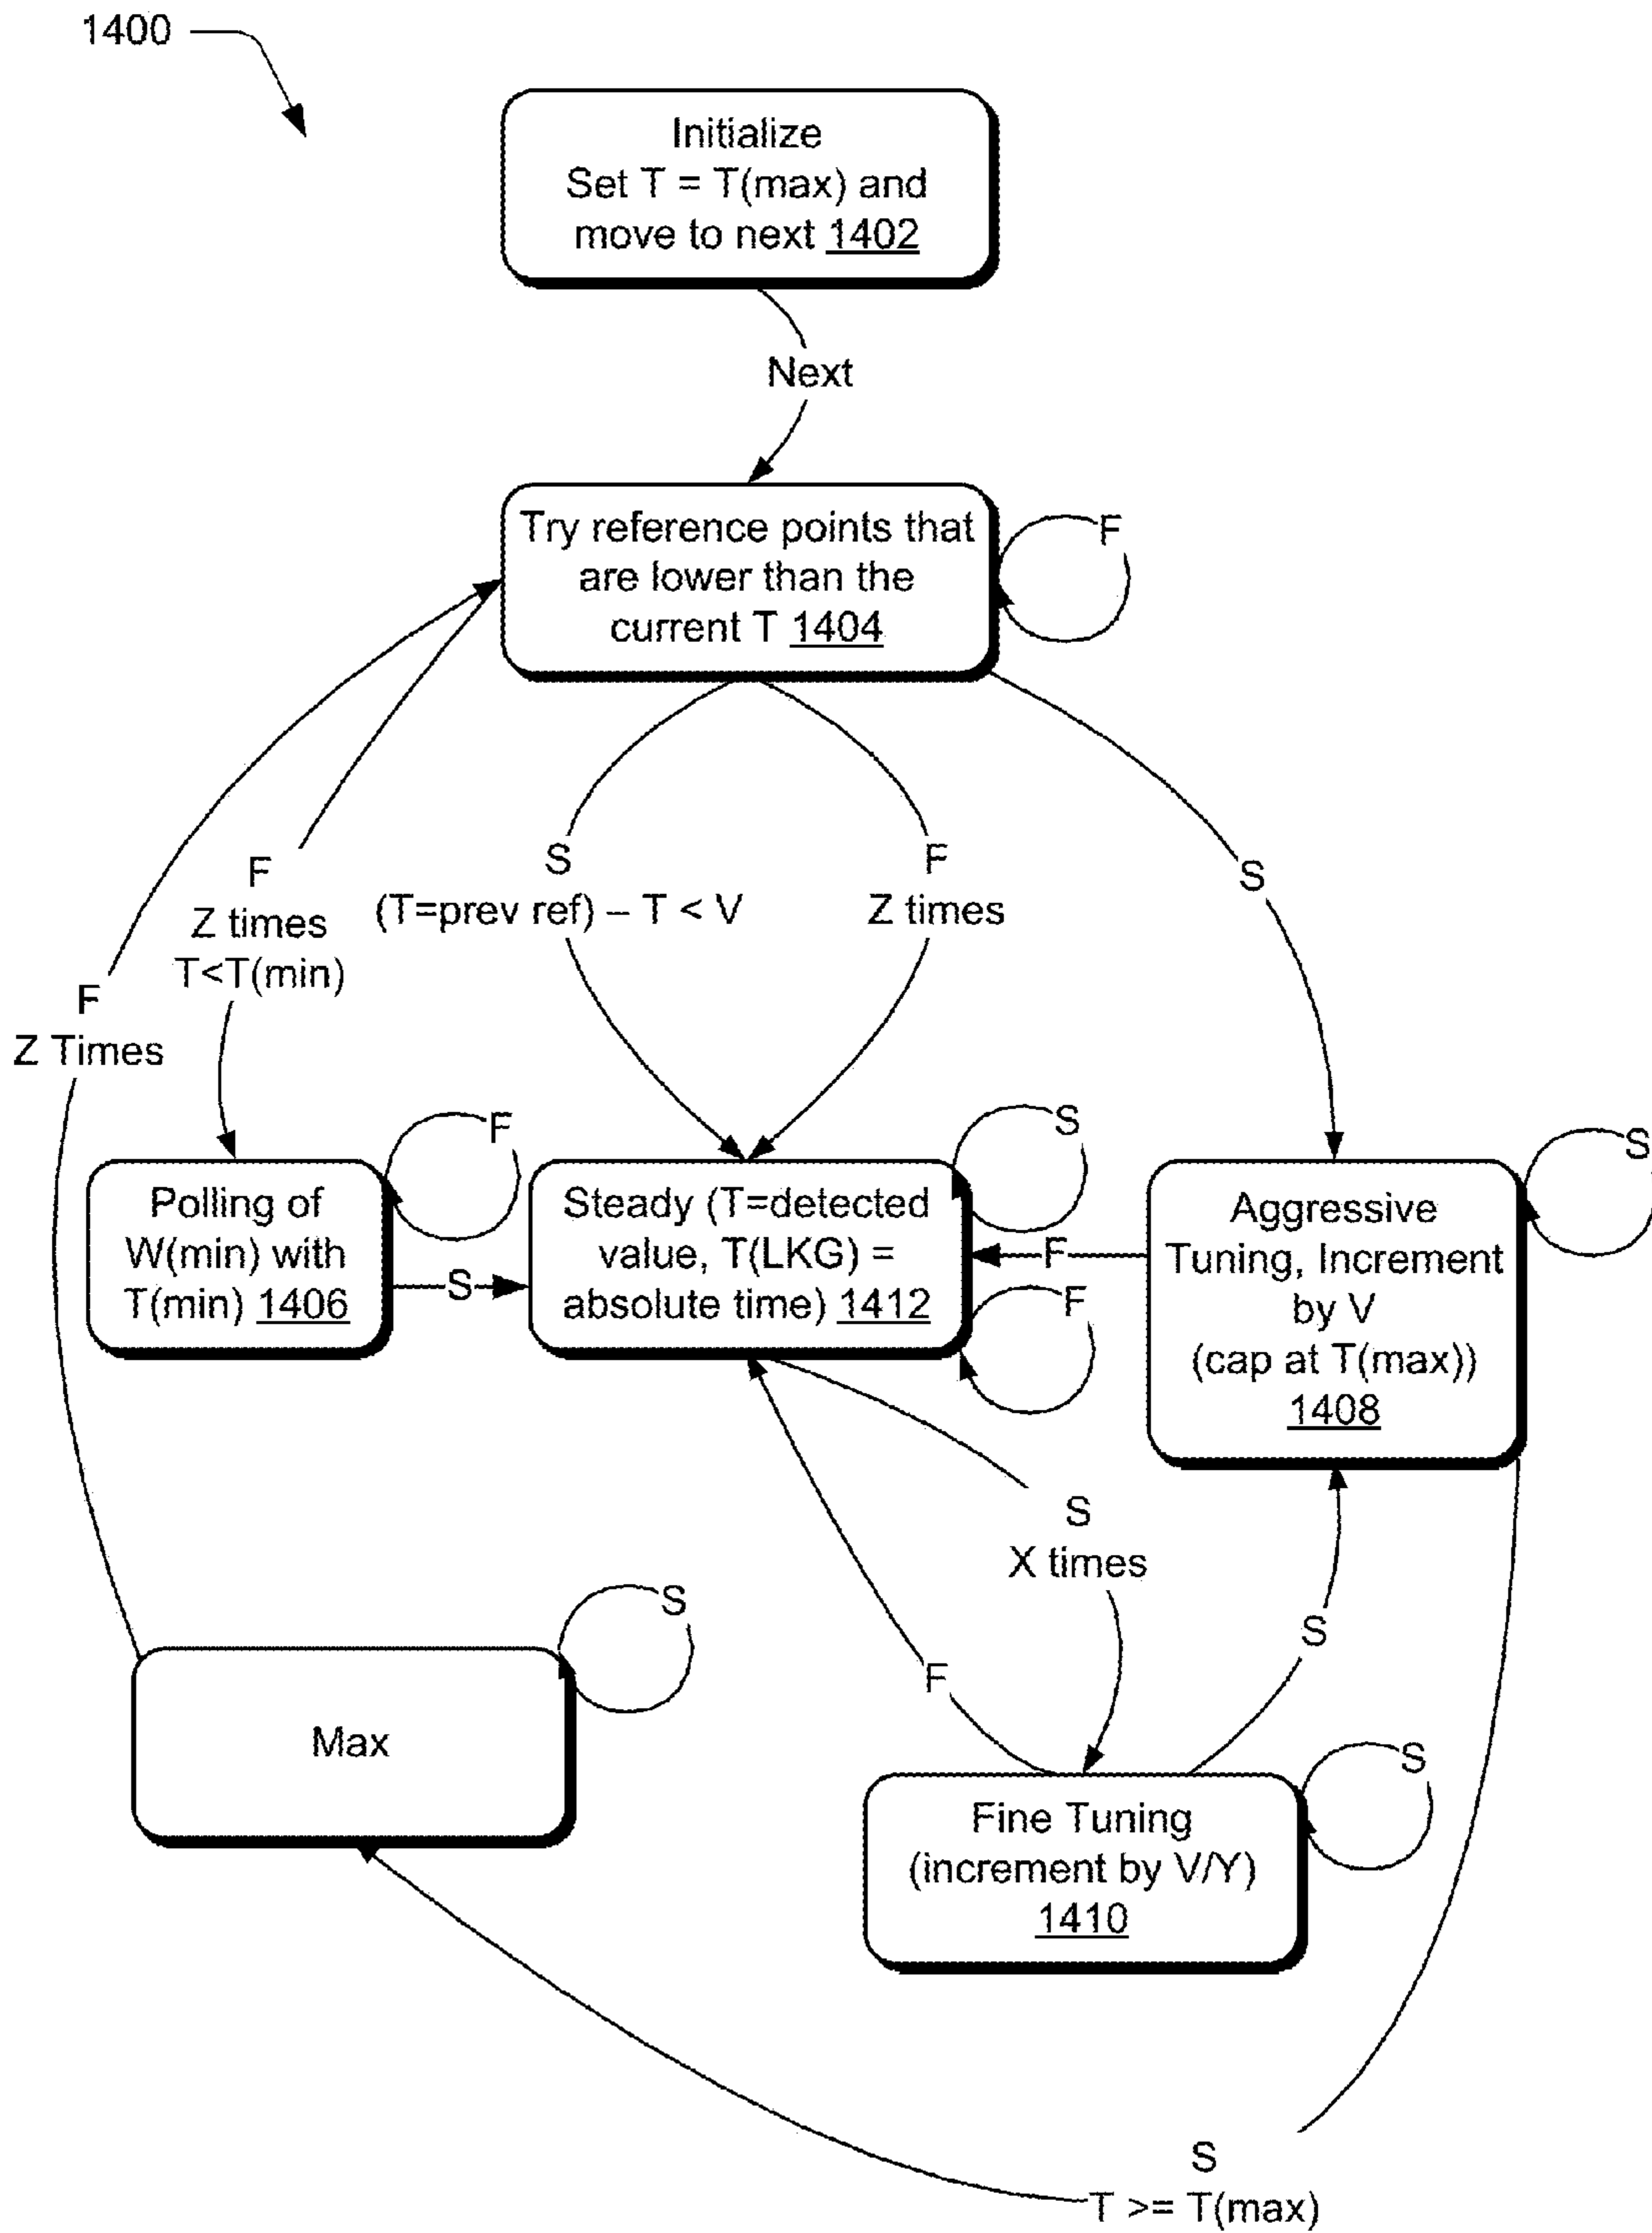 1400
Initialize
Set T = T(max) and
move to next 1402
Next
Try reference points that
are lower than the
current T 1404
F
S
(T=prev ref) – T < V
F
Z times
S
F
Z times
T<T(min)
F
Z Times
Polling of
W(min) with
T(min) 1406
F
S
Steady (T=detected
value, T(LKG) =
absolute time) 1412
S
F
F
Aggressive
Tuning, Increment
by V
(cap at T(max))
1408
S
S
X times
F
S
Max
S
Fine Tuning
(increment by V/Y)
1410
S
S
T >= T(max)